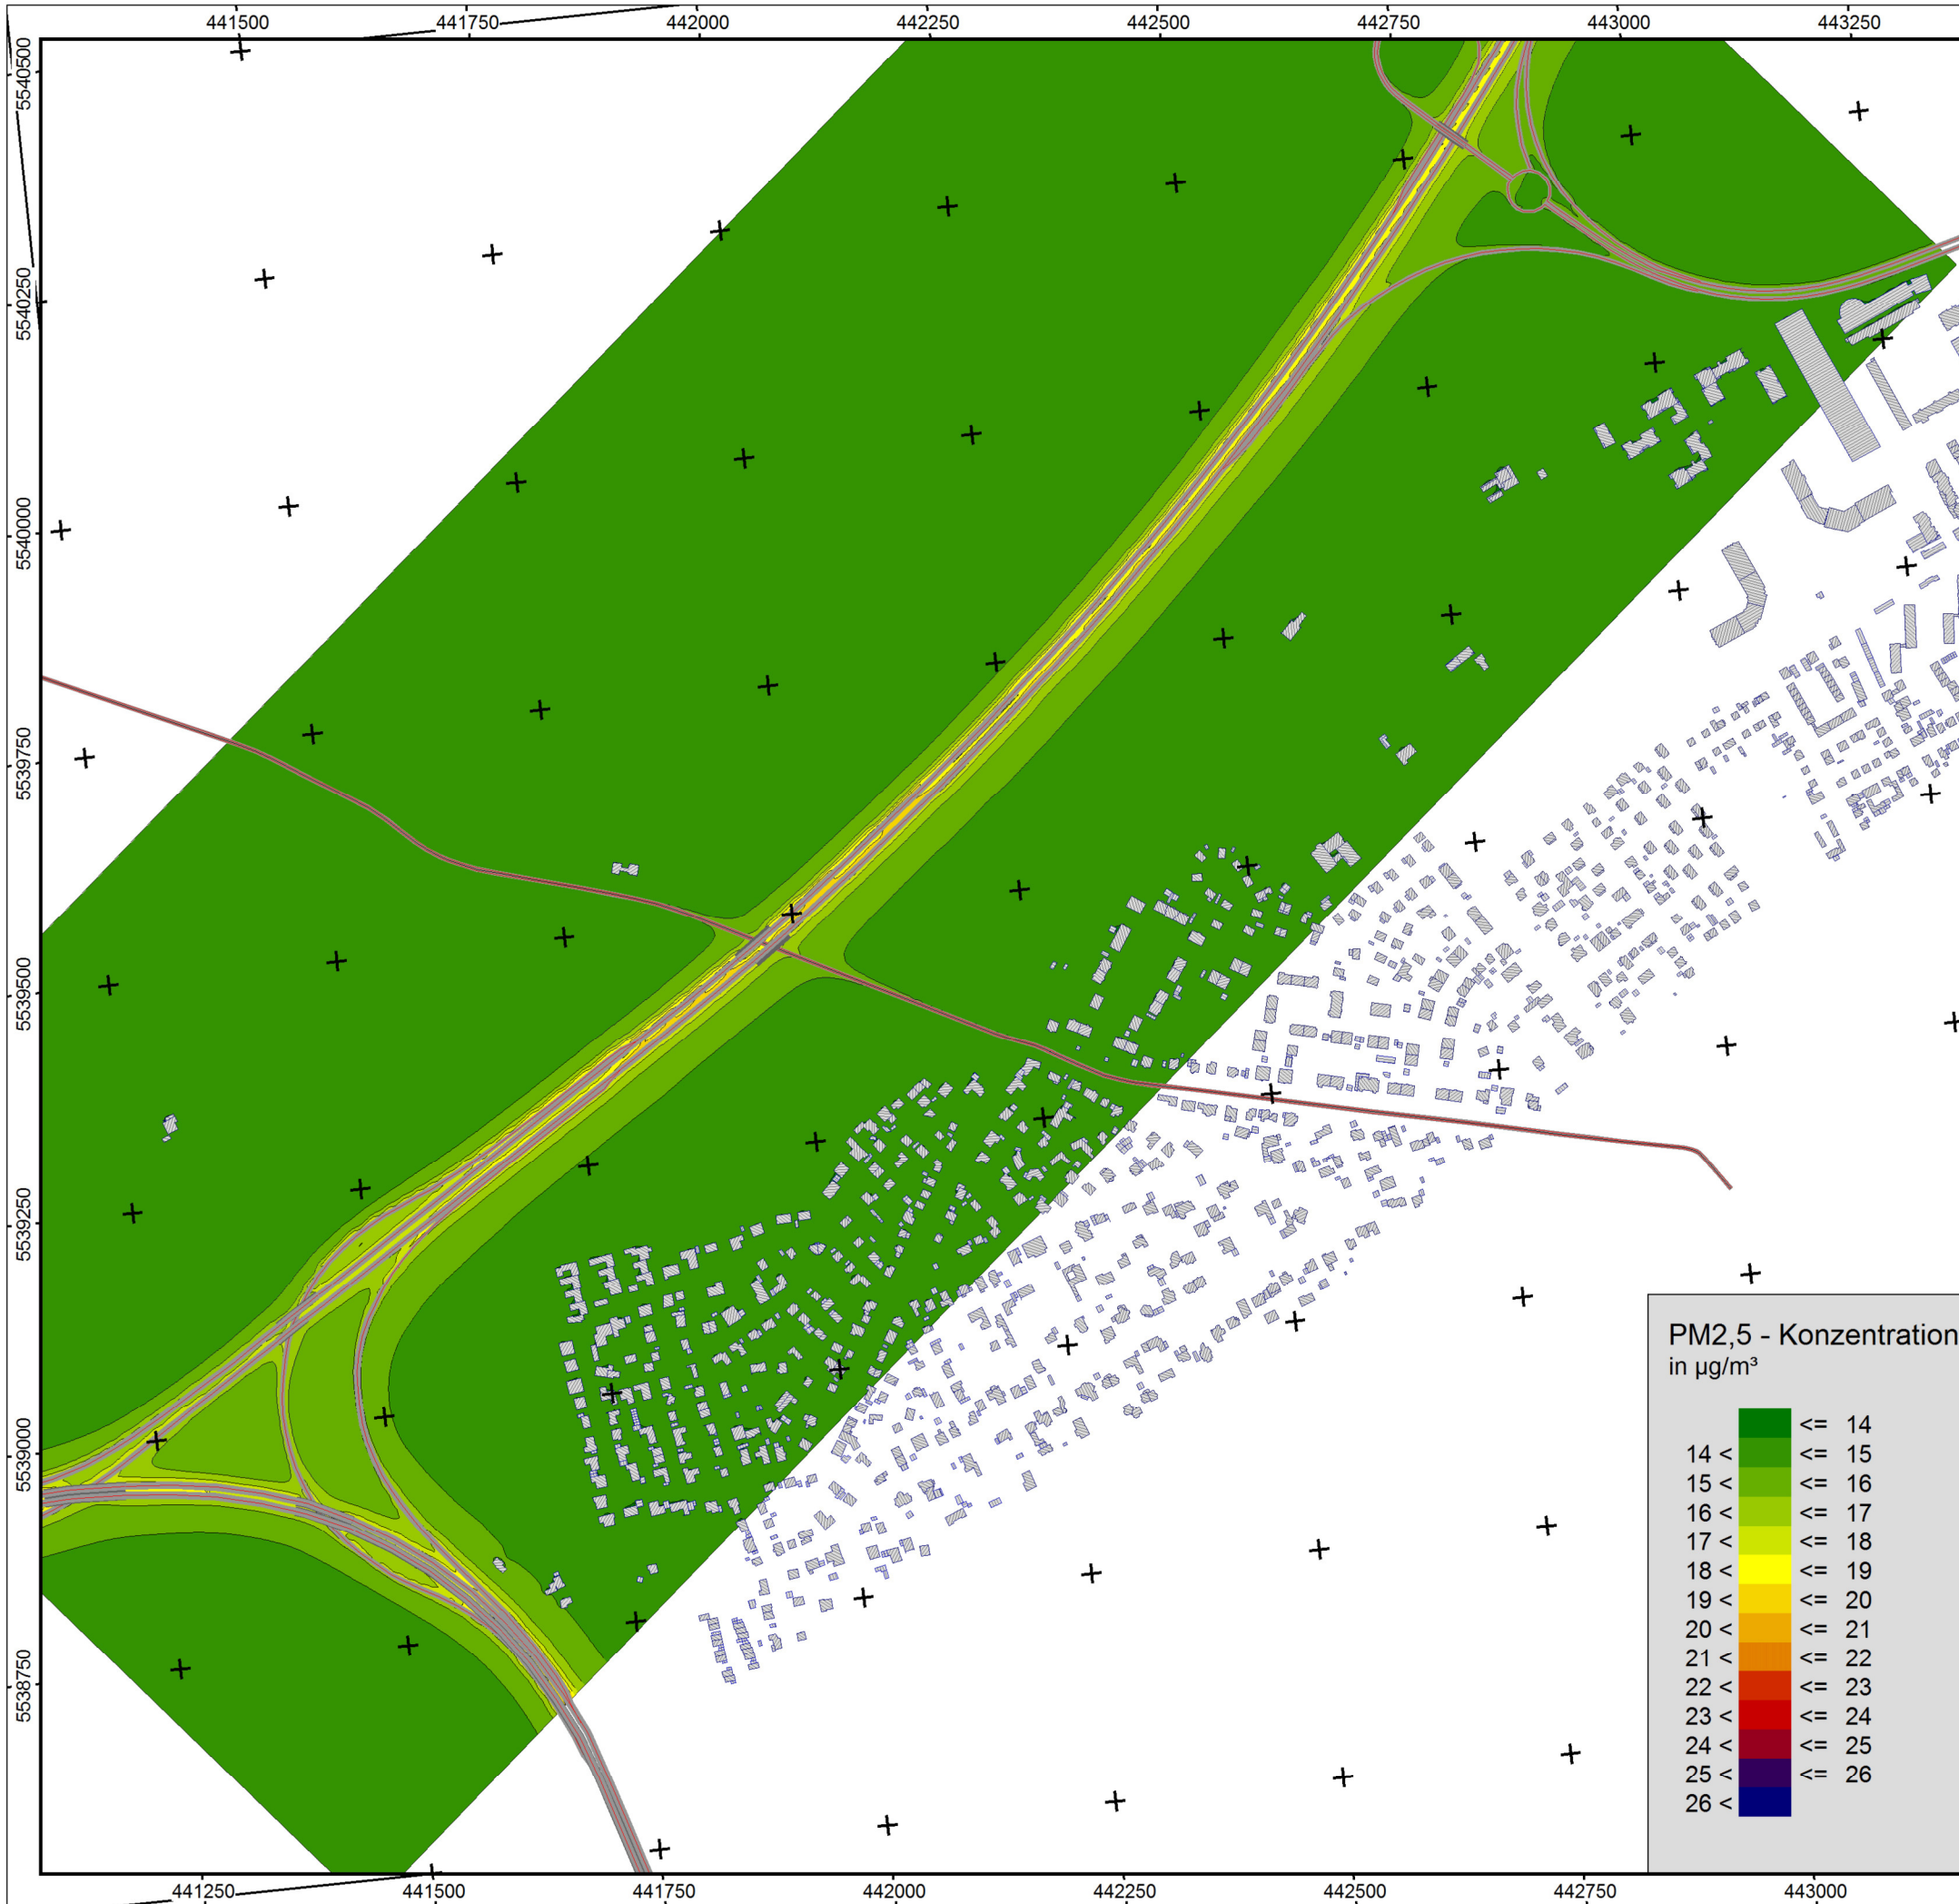 441500 441750 442000 442250 442500 442750 443000 443250
5540500
5540250
5540000
5539750
5539500
5539250
5539000
5538750
PM2,5 - Konzentration
in µg/m³
<= 14
14 < <= 15
15 < <= 16
16 < <= 17
17 < <= 18
18 < <= 19
19 < <= 20
20 < <= 21
21 < <= 22
22 < <= 23
23 < <= 24
24 < <= 25
25 < <= 26
26 <
441250 441500 441750 442000 442250 442500 442750 443000